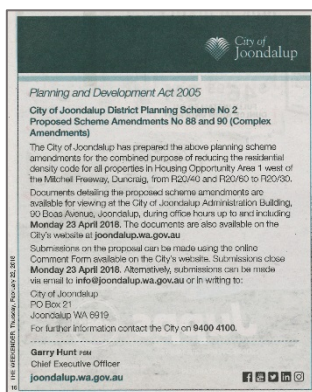 City of
Joondalup
Planning and Development Act 2005
City of Joondalup District Planning Scheme No 2
Proposed Scheme Amendments No 88 and 90 (Complex
Amendments)
The City of Joondalup has prepared the above planning scheme
amendments for the combined purpose of reducing the residential
density code for all properties in Housing Opportunity Area 1 west of
the Mitchell Freeway, Duncraig, from R20/40 and R20/60 to R20/30.
Documents detailing the proposed scheme amendments are
available for viewing at the City of Joondalup Administration Building,
90 Boas Avenue, Joondalup, during office hours up to and including
Monday 23 April 2018. The documents are also available on the
City's website at joondalup.wa.gov.au
Submissions on the proposal can be made using the online
Comment Form available on the City's website. Submissions close
Monday 23 April 2018. Alternatively, submissions can be made
via email to info@joondalup.wa.gov.au or in writing to:
City of Joondalup
PO Box 21
Joondalup WA 6919
For further information contact the City on 9400 4100.
Garry Hunt PSM
Chief Executive Officer
joondalup.wa.gov.au
THE WEEKENDER, Thursday, February 22, 2018